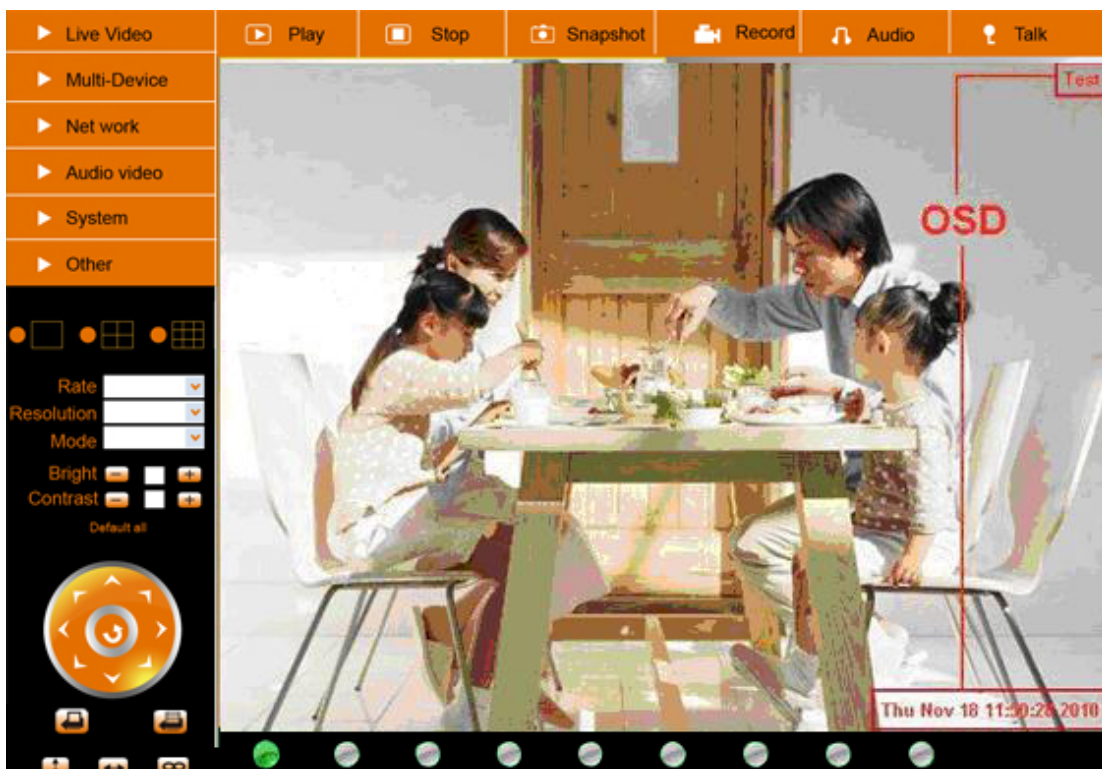 Live Video
Play
Stop
Snapshot
Record
Audio
Talk
Multi-Device
Net work
Audio video
System
Other
Test
OSD
Rate
Resolution
Mode
Bright
Contrast
Default all
Thu Nov 18 2010